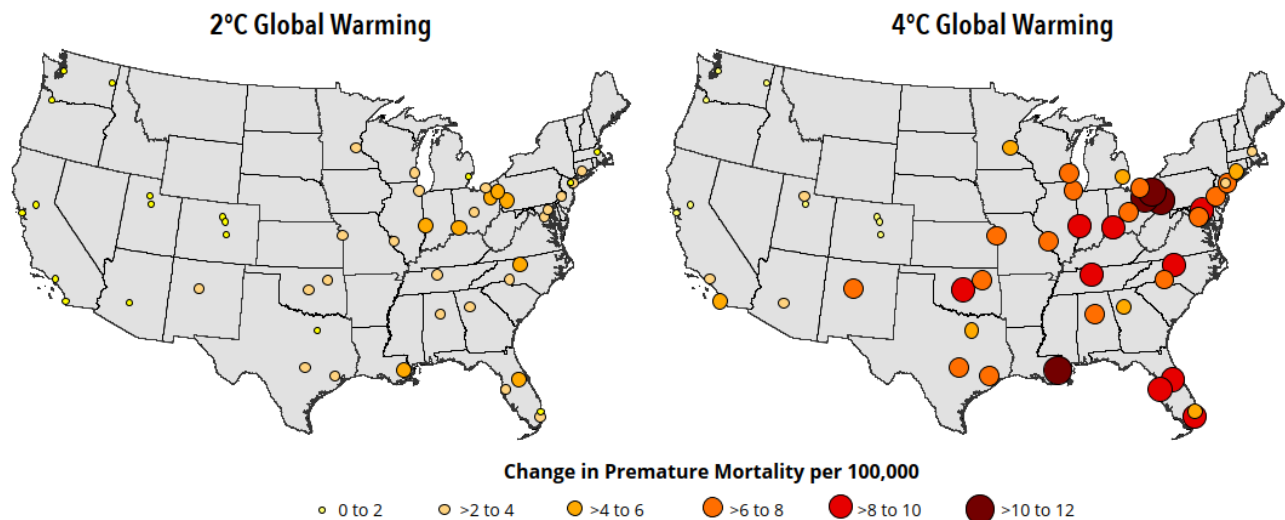 2°C Global Warming
4°C Global Warming
Change in Premature Mortality per 100,000
0 to 2
>2 to 4
>4 to 6
>6 to 8
>8 to 10
>10 to 12